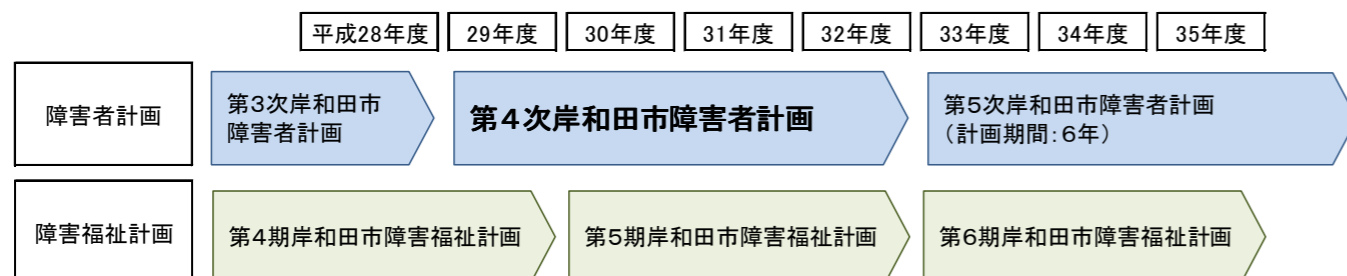 平成28年度 29年度 30年度 31年度 32年度 33年度 34年度 35年度
障害者計画
第3次岸和田市
障害者計画
第4次岸和田市障害者計画
第5次岸和田市障害者計画
（計画期間：6年）
障害福祉計画
第4期岸和田市障害福祉計画
第5期岸和田市障害福祉計画
第6期岸和田市障害福祉計画